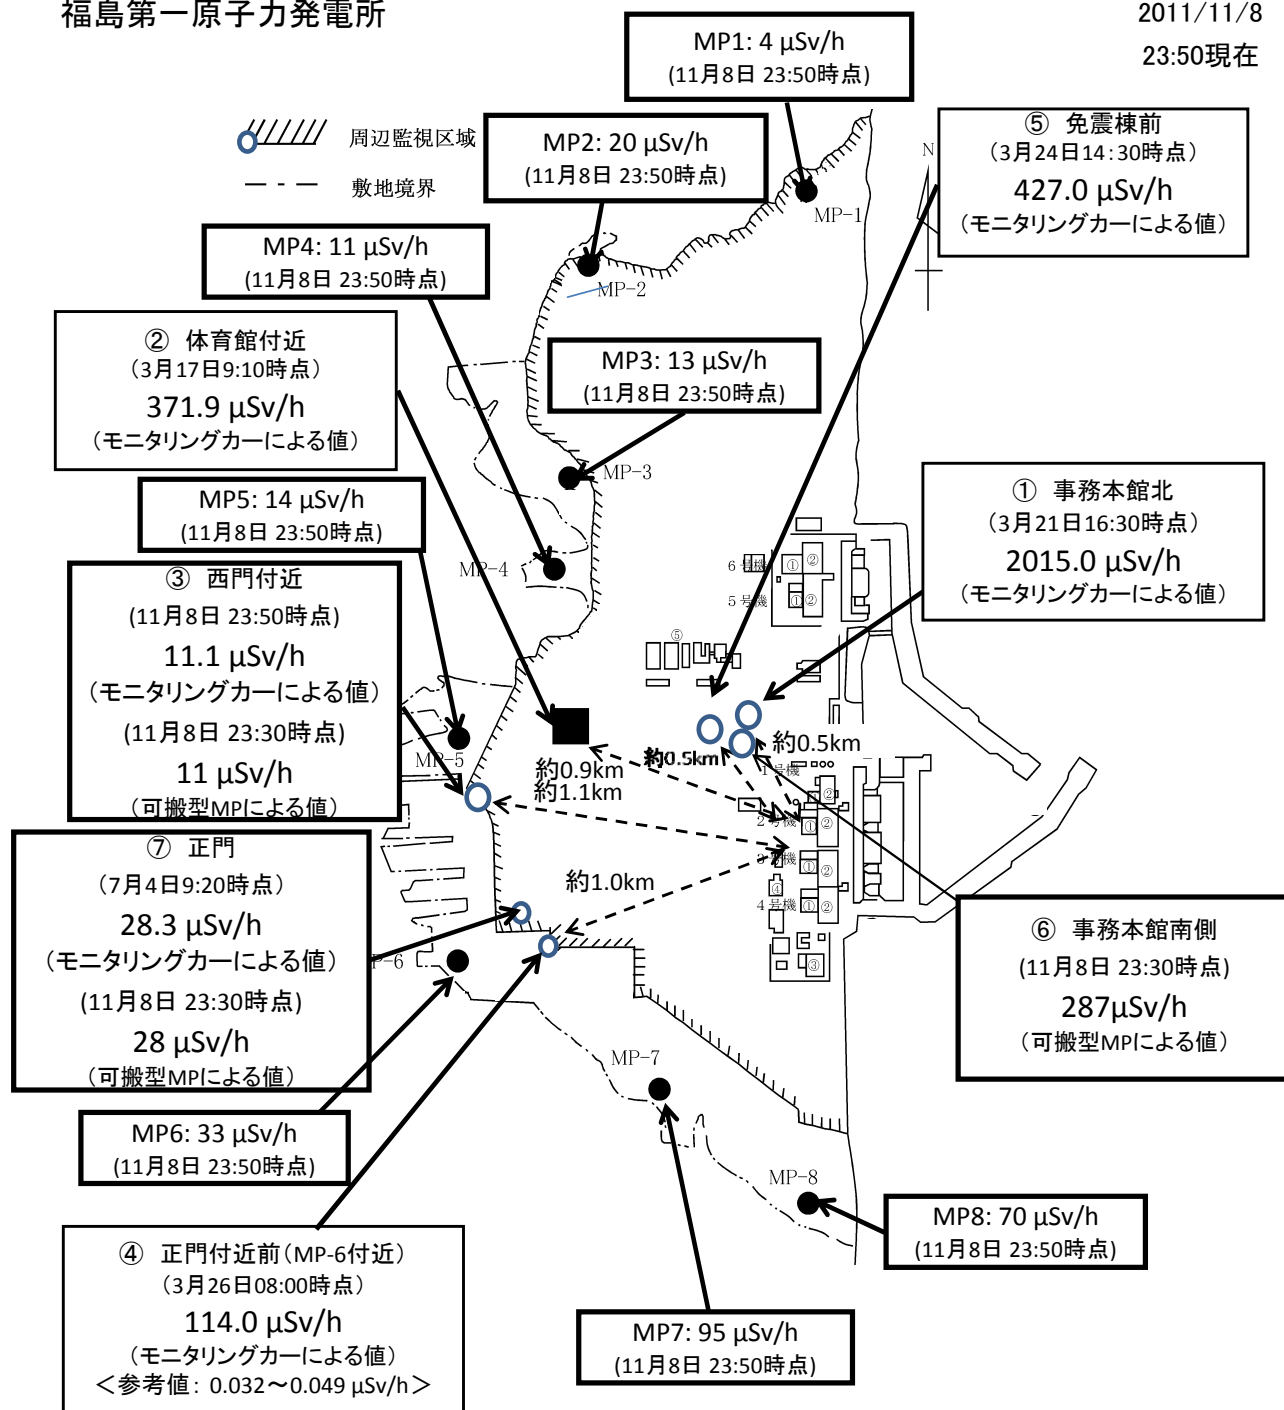 福島第一原子力発電所
2011/11/8
23:50現在
周辺監視区域
敷地境界
N
MP1: 4 μSv/h
(11月8日 23:50時点)
MP2: 20 μSv/h
(11月8日 23:50時点)
⑤ 免震棟前
(3月24日14:30時点)
427.0 μSv/h
(モニタリングカーによる値)
MP-1
MP4: 11 μSv/h
(11月8日 23:50時点)
MP-2
② 体育館付近
(3月17日9:10時点)
371.9 μSv/h
(モニタリングカーによる値)
MP3: 13 μSv/h
(11月8日 23:50時点)
MP-3
MP5: 14 μSv/h
(11月8日 23:50時点)
① 事務本館北
(3月21日16:30時点)
2015.0 μSv/h
(モニタリングカーによる値)
MP-4
6号機
①
②
5号機
①
②
⑤
③ 西門付近
(11月8日 23:50時点)
11.1 μSv/h
(モニタリングカーによる値)
(11月8日 23:30時点)
11 μSv/h
(可搬型MPによる値)
MP-5
約0.9km
約1.1km
約0.5km
約0.5km
1号機
①
②
2号機
①
②
3号機
①
②
④
4号機
①
②
③
約1.0km
⑦ 正門
(7月4日9:20時点)
28.3 μSv/h
(モニタリングカーによる値)
(11月8日 23:30時点)
28 μSv/h
(可搬型MPによる値)
P-6
⑥ 事務本館南側
(11月8日 23:30時点)
287μSv/h
(可搬型MPによる値)
MP-7
MP6: 33 μSv/h
(11月8日 23:50時点)
MP-8
MP8: 70 μSv/h
(11月8日 23:50時点)
④ 正門付近前(MP-6付近)
(3月26日08:00時点)
114.0 μSv/h
(モニタリングカーによる値)
<参考値: 0.032～0.049 μSv/h>
MP7: 95 μSv/h
(11月8日 23:50時点)